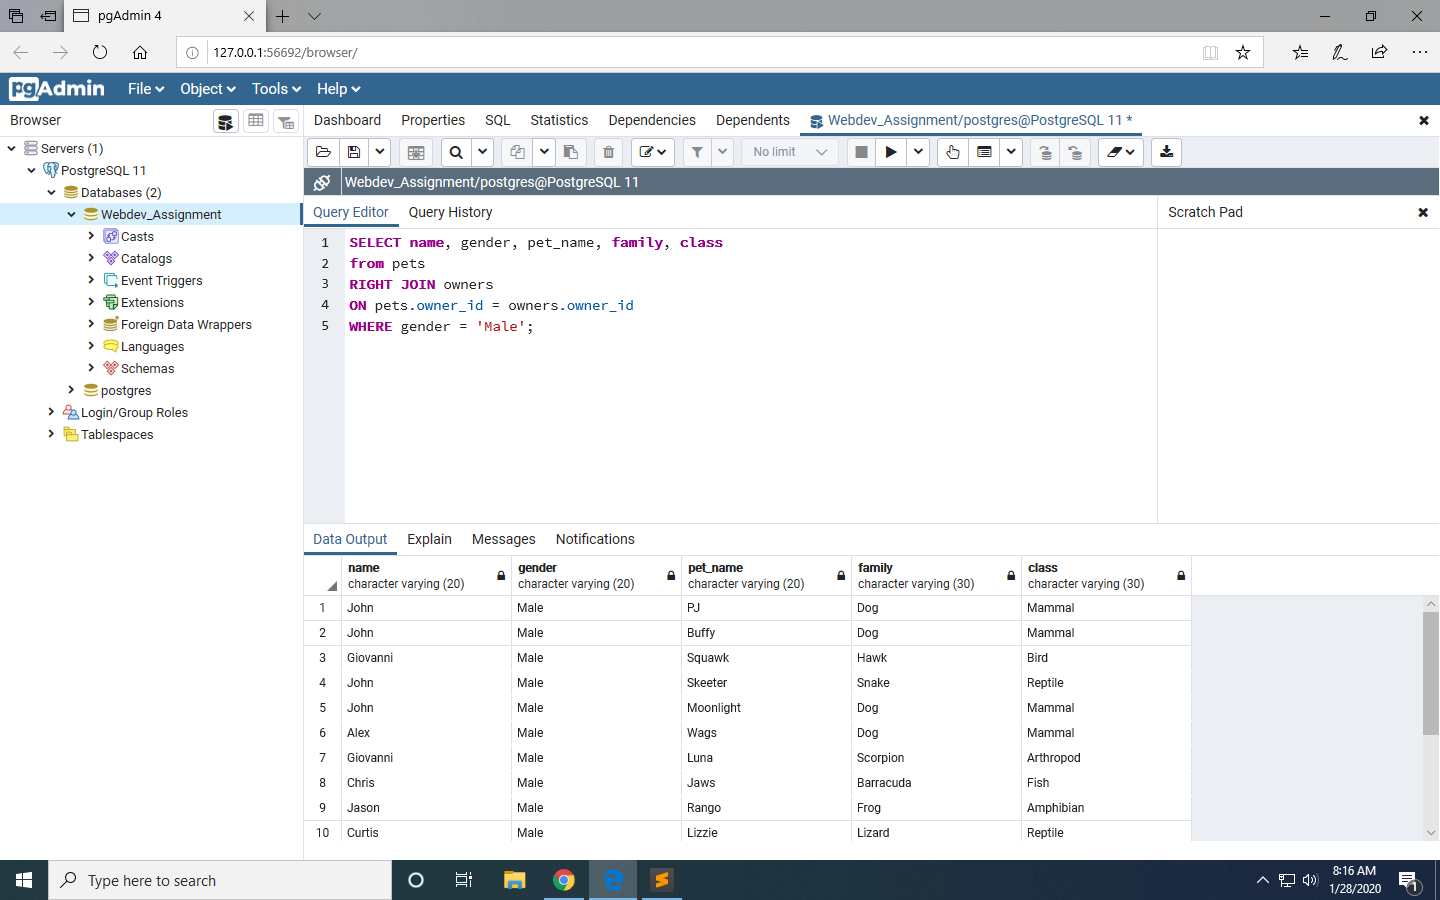 pgAdmin 4
127.0.0.1:56692/browser/
pgAdmin File Object Tools Help
Browser
Dashboard Properties SQL Statistics Dependencies Dependents Webdev_Assignment/postgres@PostgreSQL 11 *
No limit
Servers (1)
PostgreSQL 11
Databases (2)
Webdev_Assignment
Casts
Catalogs
Event Triggers
Extensions
Foreign Data Wrappers
Languages
Schemas
postgres
Login/Group Roles
Tablespaces
Webdev_Assignment/postgres@PostgreSQL 11
Query Editor Query History
Scratch Pad
1 SELECT name, gender, pet_name, family, class
2 from pets
3 RIGHT JOIN owners
4 ON pets.owner_id = owners.owner_id
5 WHERE gender = 'Male';
Data Output Explain Messages Notifications
name gender pet_name family class
character varying (20) character varying (20) character varying (20) character varying (30) character varying (30)
1 John Male PJ Dog Mammal
2 John Male Buffy Dog Mammal
3 Giovanni Male Squawk Hawk Bird
4 John Male Skeeter Snake Reptile
5 John Male Moonlight Dog Mammal
6 Alex Male Wags Dog Mammal
7 Giovanni Male Luna Scorpion Arthropod
8 Chris Male Jaws Barracuda Fish
9 Jason Male Rango Frog Amphibian
10 Curtis Male Lizzie Lizard Reptile
Type here to search
8:16 AM
1/28/2020
1